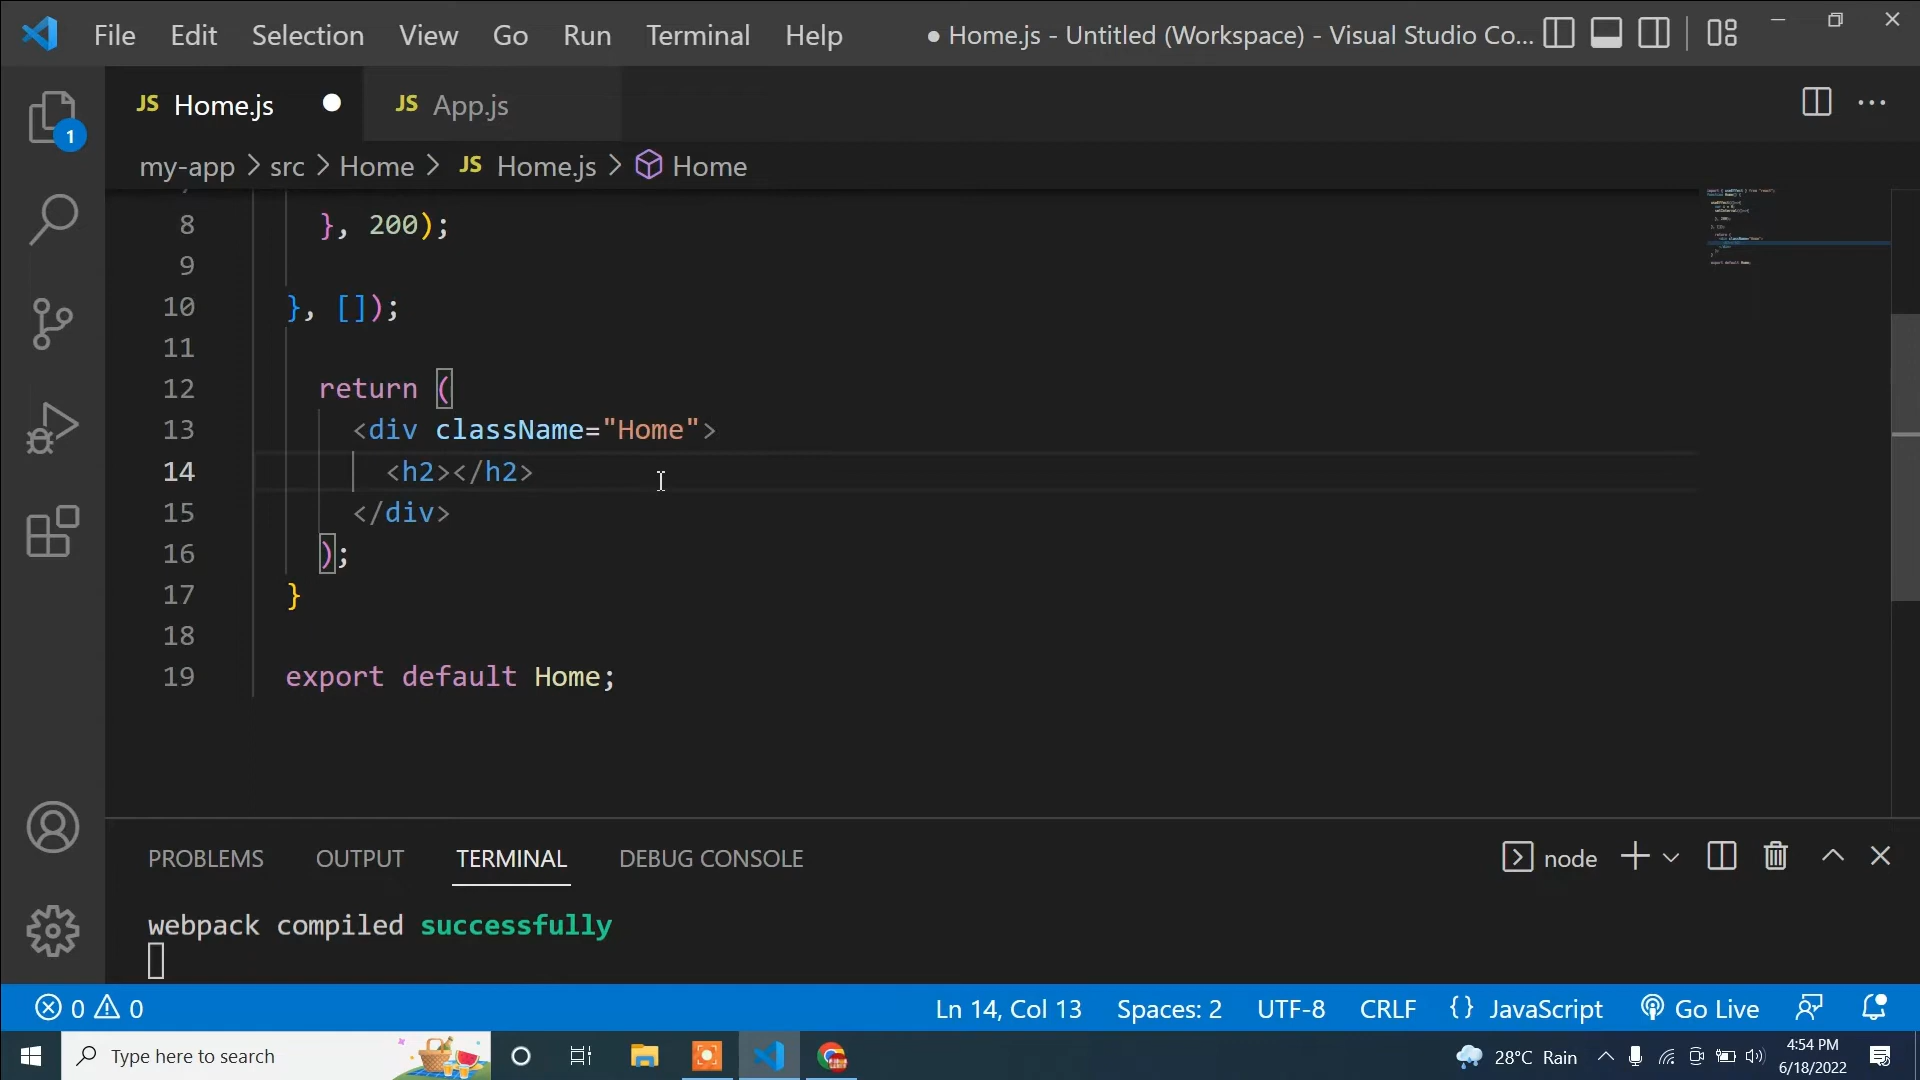 File Edit Selection View Go Run Terminal Help ● Home.js - Untitled (Workspace) - Visual Studio Co...
JS Home.js ● JS App.js
1
my-app > src > Home > JS Home.js > Home
8 }, 200);
9
10 }, []);
11
12 return (
13 <div className="Home">
14 <h2></h2>
15 </div>
16 );
17 }
18
19 export default Home;
PROBLEMS OUTPUT TERMINAL DEBUG CONSOLE node
webpack compiled successfully
0 0 Ln 14, Col 13 Spaces: 2 UTF-8 CRLF {} JavaScript Go Live
Type here to search 28°C Rain 4:54 PM
6/18/2022